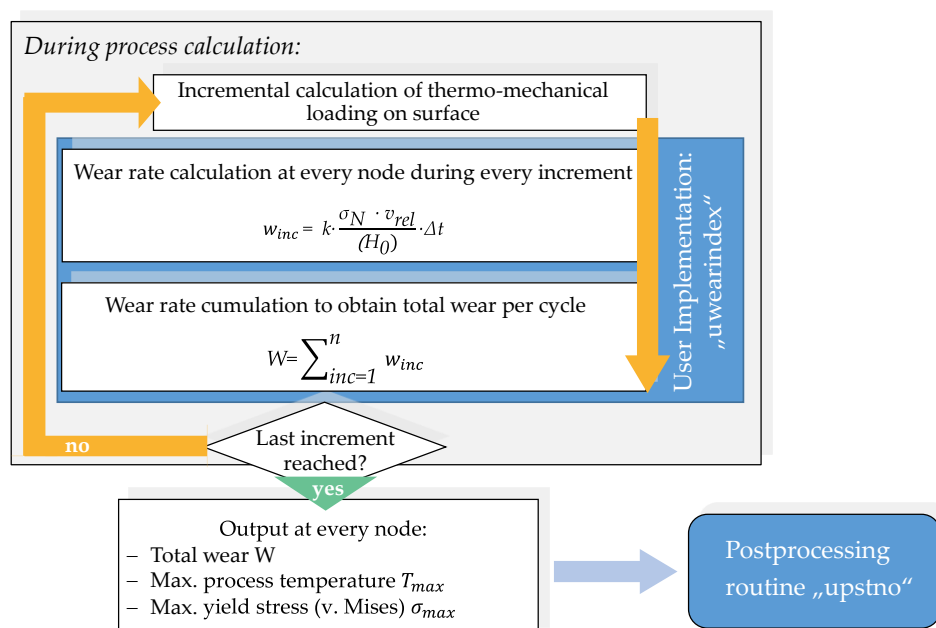 During process calculation:
Incremental calculation of thermo-mechanical
loading on surface
Wear rate calculation at every node during every increment
w_inc = k· σ_N · v_rel / (H_0) ·Δt
Wear rate cumulation to obtain total wear per cycle
W=∑_{inc=1}^{n} w_inc
User Implementation:
„uwearindex“
Last increment
reached?
no
yes
Output at every node:
– Total wear W
– Max. process temperature T_max
– Max. yield stress (v. Mises) σ_max
Postprocessing
routine „upstno“